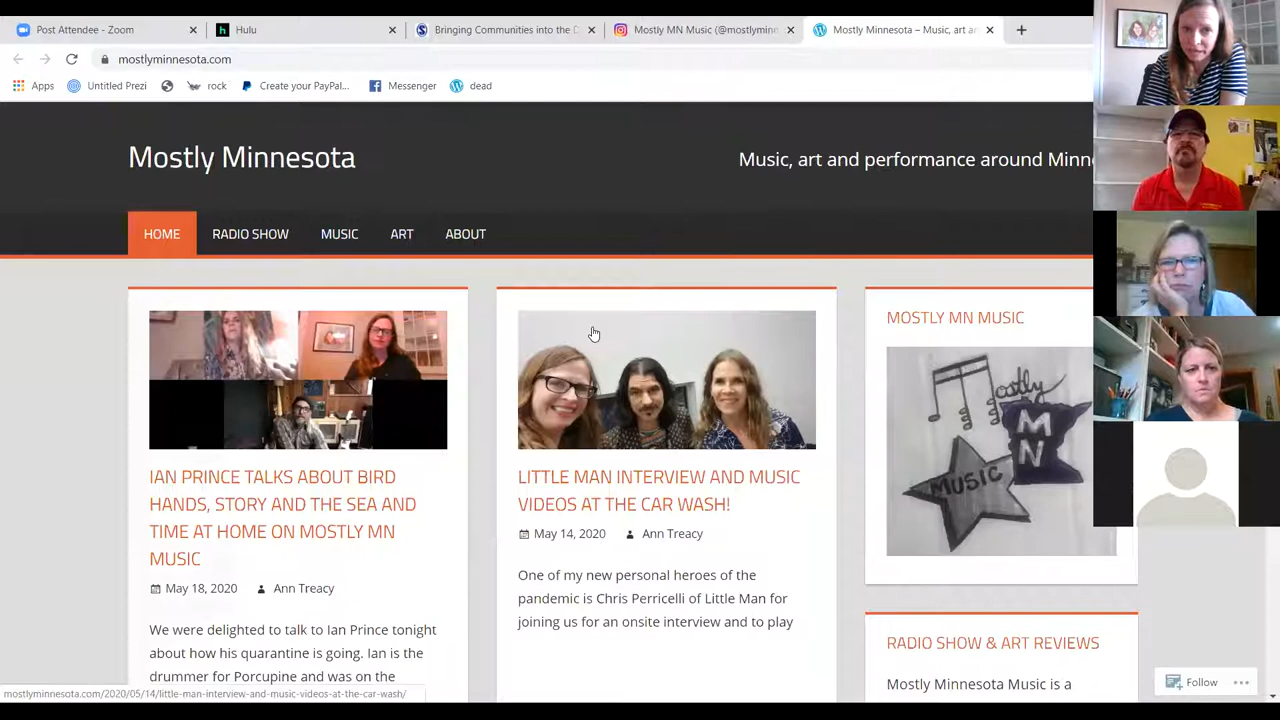 Post Attendee - Zoom
Hulu
Bringing Communities into the D
Mostly MN Music (@mostlyminn
Mostly Minnesota – Music, art ar
mostlyminnesota.com
Apps
Untitled Prezi
rock
Create your PayPal...
Messenger
dead
Mostly Minnesota
Music, art and performance around Minn
HOME
RADIO SHOW
MUSIC
ART
ABOUT
IAN PRINCE TALKS ABOUT BIRD
HANDS, STORY AND THE SEA AND
TIME AT HOME ON MOSTLY MN
MUSIC
May 18, 2020
Ann Treacy
We were delighted to talk to Ian Prince tonight
about how his quarantine is going. Ian is the
drummer for Porcupine and was on the
LITTLE MAN INTERVIEW AND MUSIC
VIDEOS AT THE CAR WASH!
May 14, 2020
Ann Treacy
One of my new personal heroes of the
pandemic is Chris Perricelli of Little Man for
joining us for an onsite interview and to play
MOSTLY MN MUSIC
Mostly
MN
MUSIC
RADIO SHOW & ART REVIEWS
Mostly Minnesota Music is a
Follow
mostlyminnesota.com/2020/05/14/little-man-interview-and-music-videos-at-the-car-wash/